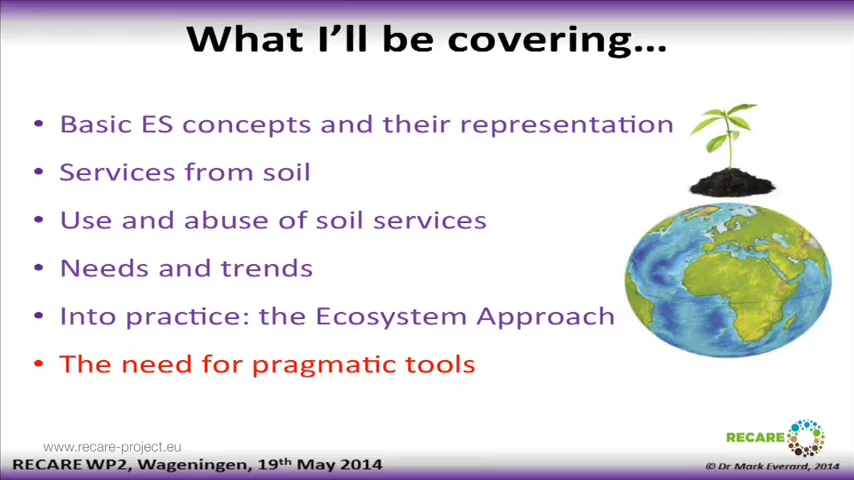 What I'll be covering...
• Basic ES concepts and their representation
• Services from soil
• Use and abuse of soil services
• Needs and trends
• Into practice: the Ecosystem Approach
• The need for pragmatic tools
www.recare-project.eu
RECARE
RECARE WP2, Wageningen, 19th May 2014
© Dr Mark Everard, 2014